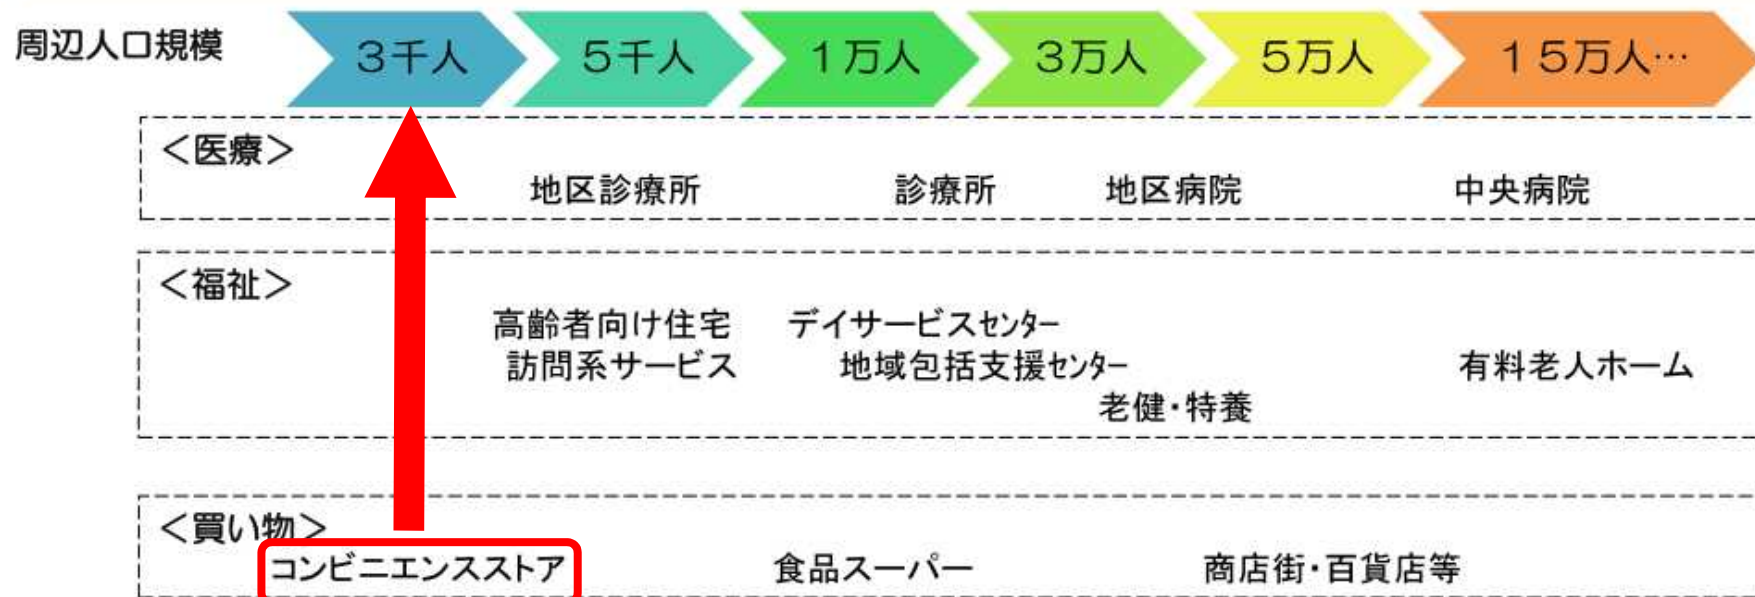 周辺人口規模 3千人 5千人 1万人 3万人 5万人 15万人…
＜医療＞
地区診療所 診療所 地区病院 中央病院
＜福祉＞
高齢者向け住宅 デイサービスセンター
訪問系サービス 地域包括支援センター 有料老人ホーム
老健・特養
＜買い物＞
コンビニエンスストア 食品スーパー 商店街・百貨店等